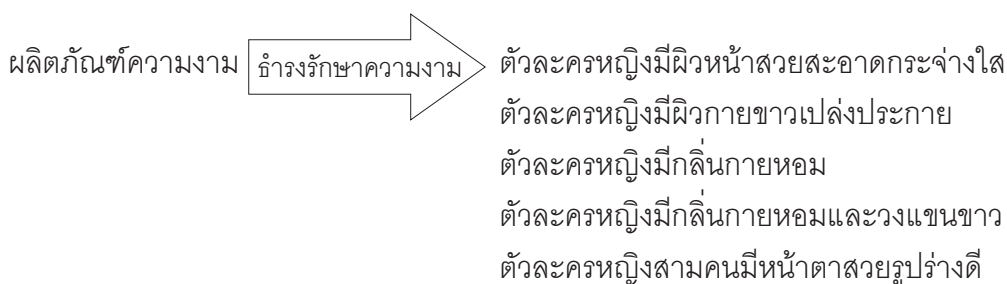 ผลิตภัณฑ์ความงาม ธำรงรักษาความงาม ตัวละครหญิงมีผิวหน้าสวยสะอาดกระจ่างใส
ตัวละครหญิงมีผิวกายขาวเปล่งประกาย
ตัวละครหญิงมีกลิ่นกายหอม
ตัวละครหญิงมีกลิ่นกายหอมและวงแขนขาว
ตัวละครหญิงสามคนมีหน้าตาสวยรูปร่างดี